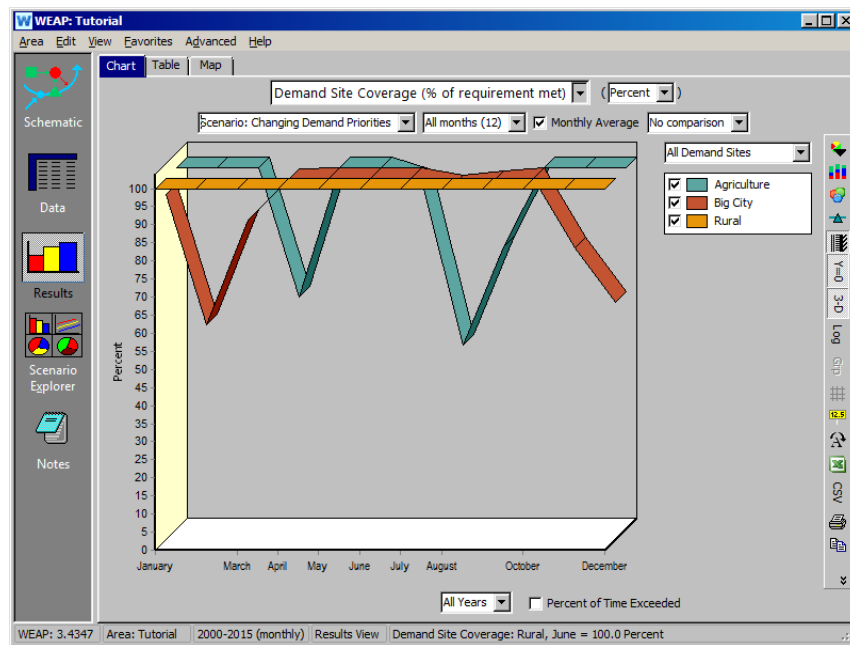 WEAP: Tutorial
Area Edit View Favorites Advanced Help
Chart Table Map
Demand Site Coverage (% of requirement met) (Percent)
Scenario: Changing Demand Priorities All months (12) Monthly Average No comparison
Schematic
Data
Results
Scenario
Explorer
Notes
All Demand Sites
Agriculture
Big City
Rural
Percent
100
95
90
85
80
75
70
65
60
55
50
45
40
35
30
25
20
15
10
5
0
January March April May June July August October December
Y=0
3-D
Log
Grp
12.5
CSV
All Years Percent of Time Exceeded
WEAP: 3.4347 Area: Tutorial 2000-2015 (monthly) Results View Demand Site Coverage: Rural, June = 100.0 Percent